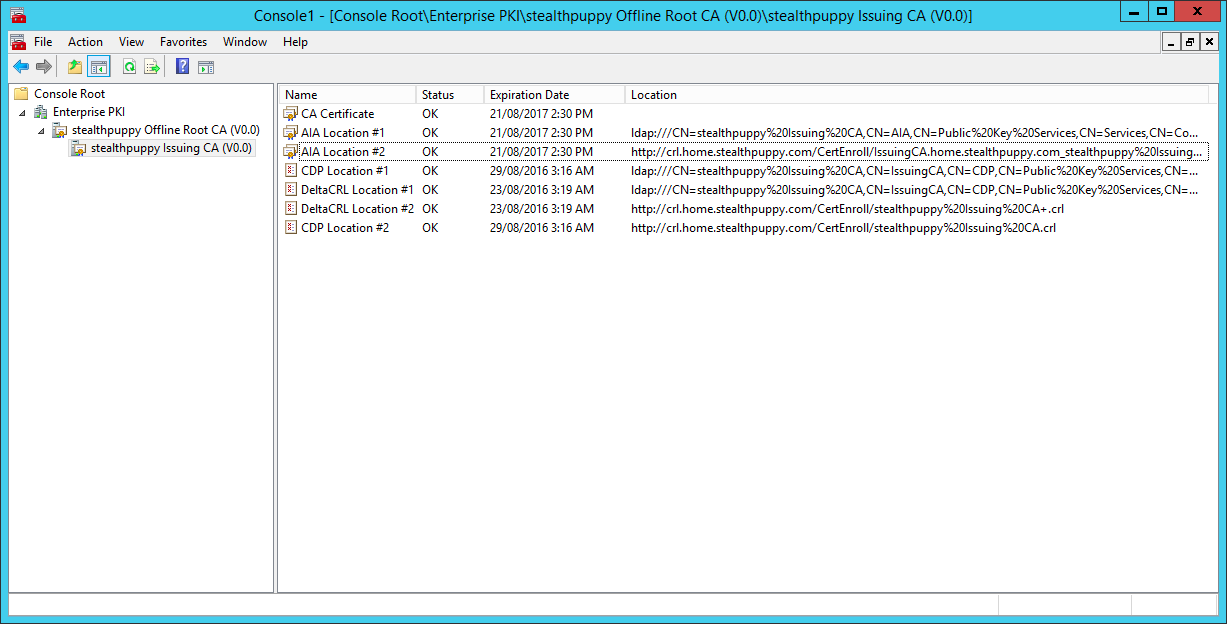 Console1 - [Console Root\Enterprise PKI\stealthpuppy Offline Root CA (V0.0)\stealthpuppy Issuing CA (V0.0)]
File Action View Favorites Window Help
Console Root
Enterprise PKI
stealthpuppy Offline Root CA (V0.0)
stealthpuppy Issuing CA (V0.0)
Name Status Expiration Date Location
CA Certificate OK 21/08/2017 2:30 PM
AIA Location #1 OK 21/08/2017 2:30 PM ldap:///CN=stealthpuppy%20Issuing%20CA,CN=AIA,CN=Public%20Key%20Services,CN=Services,CN=Co...
AIA Location #2 OK 21/08/2017 2:30 PM http://crl.home.stealthpuppy.com/CertEnroll/IssuingCA.home.stealthpuppy.com_stealthpuppy%20Issuing...
CDP Location #1 OK 29/08/2016 3:16 AM ldap:///CN=stealthpuppy%20Issuing%20CA,CN=IssuingCA,CN=CDP,CN=Public%20Key%20Services,CN=...
DeltaCRL Location #1 OK 23/08/2016 3:19 AM ldap:///CN=stealthpuppy%20Issuing%20CA,CN=IssuingCA,CN=CDP,CN=Public%20Key%20Services,CN=...
DeltaCRL Location #2 OK 23/08/2016 3:19 AM http://crl.home.stealthpuppy.com/CertEnroll/stealthpuppy%20Issuing%20CA+.crl
CDP Location #2 OK 29/08/2016 3:16 AM http://crl.home.stealthpuppy.com/CertEnroll/stealthpuppy%20Issuing%20CA.crl